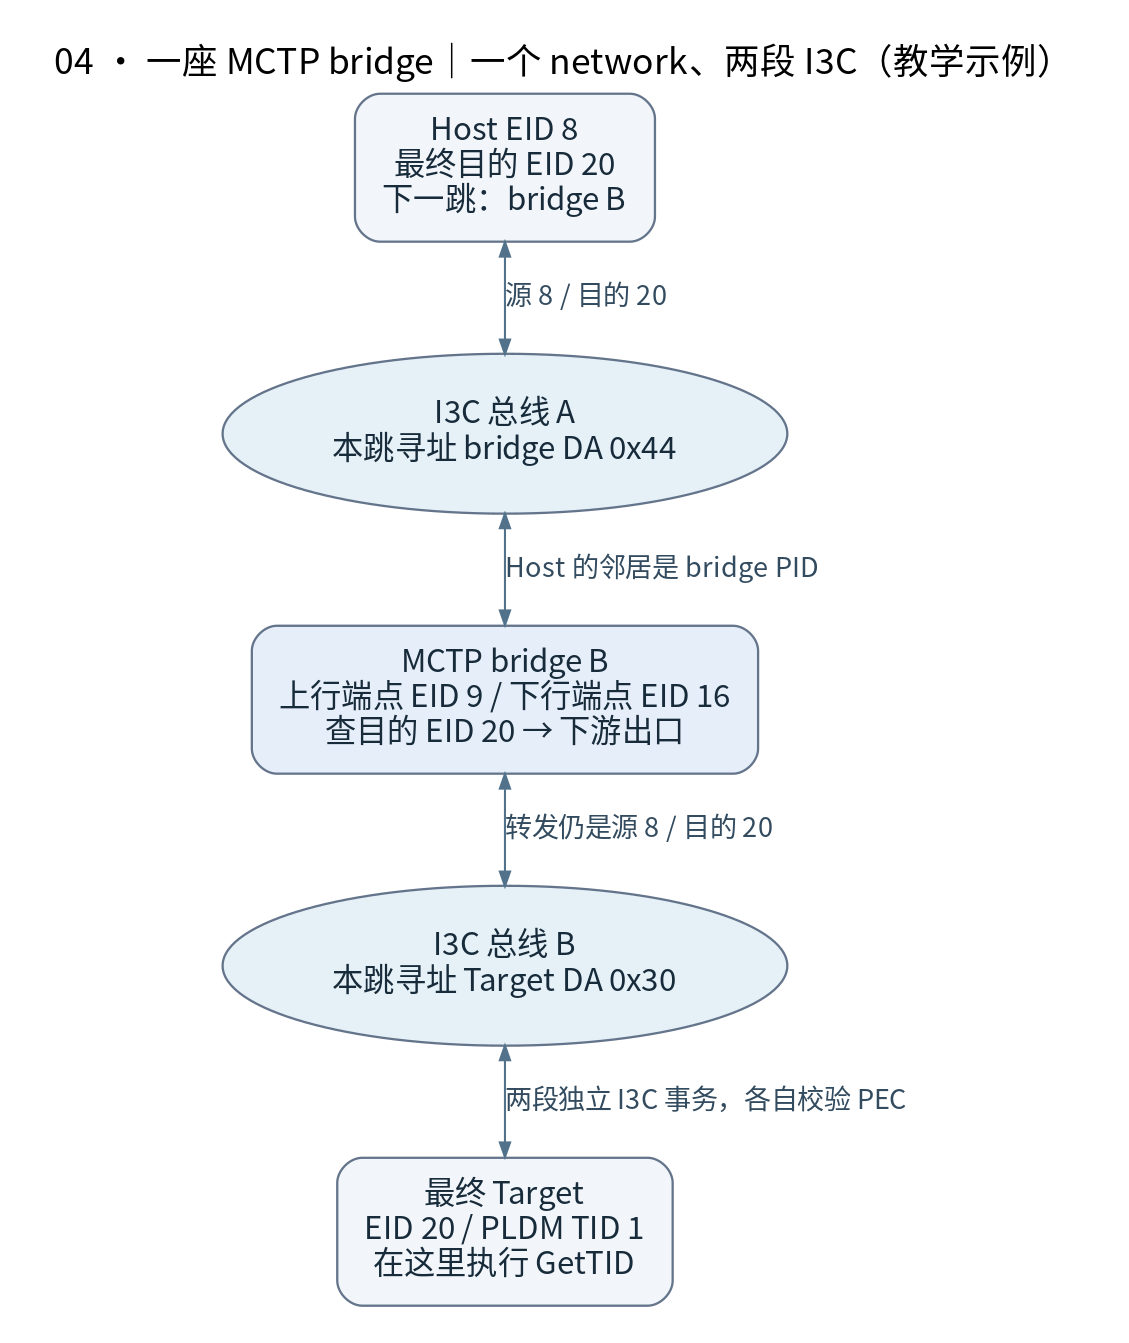 04 · 一座 MCTP bridge｜一个 network、两段 I3C（教学示例）
Host EID 8
最终目的 EID 20
下一跳：bridge B
源 8 / 目的 20
I3C 总线 A
本跳寻址 bridge DA 0x44
Host 的邻居是 bridge PID
MCTP bridge B
上行端点 EID 9 / 下行端点 EID 16
查目的 EID 20 → 下游出口
转发仍是源 8 / 目的 20
I3C 总线 B
本跳寻址 Target DA 0x30
两段独立 I3C 事务，各自校验 PEC
最终 Target
EID 20 / PLDM TID 1
在这里执行 GetTID